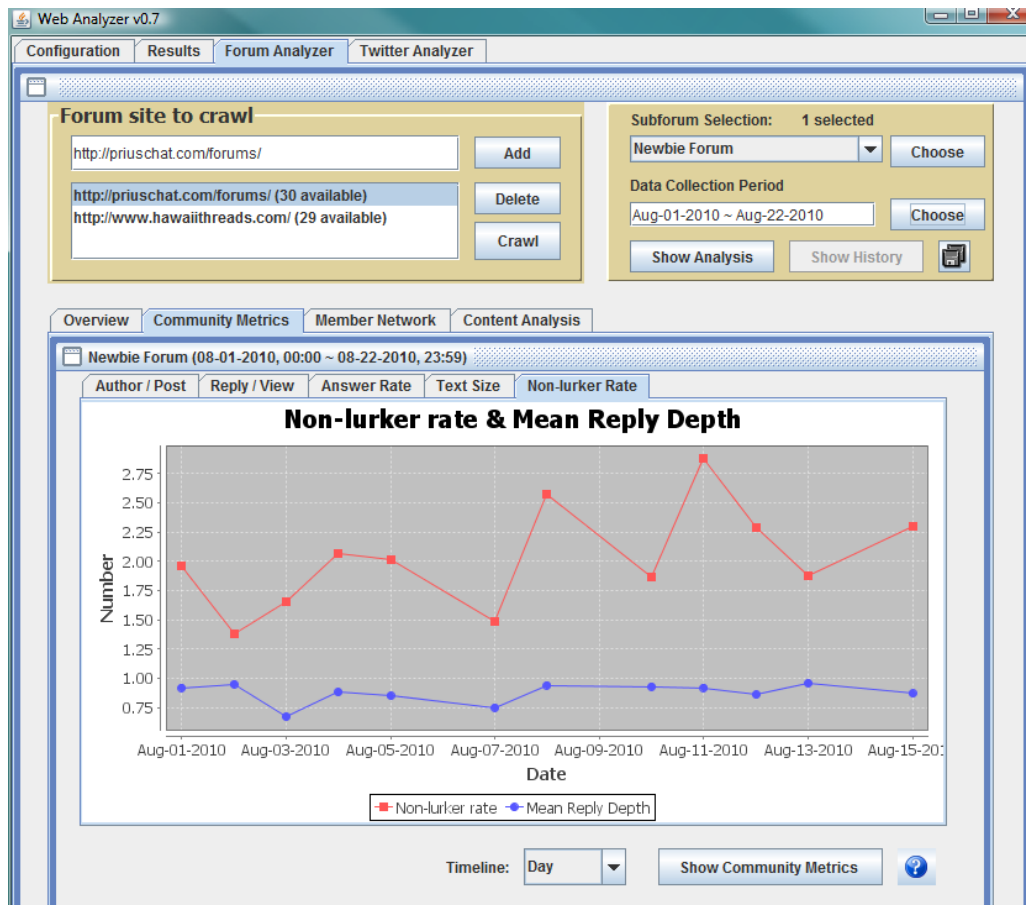 Web Analyzer v0.7
Configuration Results Forum Analyzer Twitter Analyzer
Forum site to crawl
http://priuschat.com/forums/
Add
http://priuschat.com/forums/ (30 available)
http://www.hawaiithreads.com/ (29 available)
Delete
Crawl
Subforum Selection: 1 selected
Newbie Forum
Choose
Data Collection Period
Aug-01-2010 ~ Aug-22-2010
Choose
Show Analysis Show History
Overview Community Metrics Member Network Content Analysis
Newbie Forum (08-01-2010, 00:00 ~ 08-22-2010, 23:59)
Author / Post Reply / View Answer Rate Text Size Non-lurker Rate
Non-lurker rate & Mean Reply Depth
Number
2.75
2.50
2.25
2.00
1.75
1.50
1.25
1.00
0.75
Aug-01-2010 Aug-03-2010 Aug-05-2010 Aug-07-2010 Aug-09-2010 Aug-11-2010 Aug-13-2010 Aug-15-201
Date
Non-lurker rate Mean Reply Depth
Timeline: Day Show Community Metrics ?